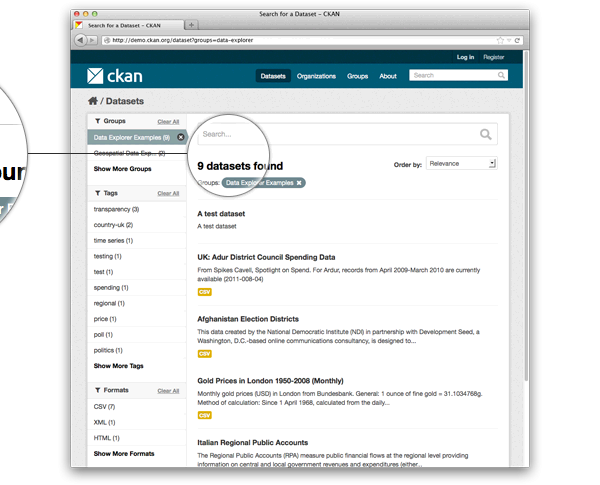 Search for a Dataset – CKAN
Search for a Dataset – CKAN
http://demo.ckan.org/dataset?groups=data-explorer
Log in Register
ckan
Datasets Organizations Groups About Search
/ Datasets
Groups Clear All
Data Explorer Examples (9)
Geospatial Data Exp... (2)
Show More Groups
Tags Clear All
transparency (3)
country-uk (2)
time series (1)
testing (1)
test (1)
spending (1)
regional (1)
price (1)
poll (1)
politics (1)
Show More Tags
Formats Clear All
CSV (7)
XML (1)
HTML (1)
Show More Formats
Search...
9 datasets found
Order by: Relevance
Groups: Data Explorer Examples
A test dataset
A test dataset
UK: Adur District Council Spending Data
From Spikes Cavell, Spotlight on Spend. For Ardur, records from April 2009-March 2010 are currently
available (2011-008-04)
CSV
Afghanistan Election Districts
This data created by the National Democratic Institute (NDI) in partnership with Development Seed, a
Washington, D.C.-based online communications consultancy, is designed to...
CSV
Gold Prices in London 1950-2008 (Monthly)
Monthly gold prices (USD) in London from Bundesbank. General: 1 ounce of fine gold = 31.1034768g.
Method of calculation: Since 1 April 1968, calculated from the daily...
CSV
Italian Regional Public Accounts
The Regional Public Accounts (RPA) measure public financial flows at the regional level providing
information on central and local government revenues and expenditures (either...